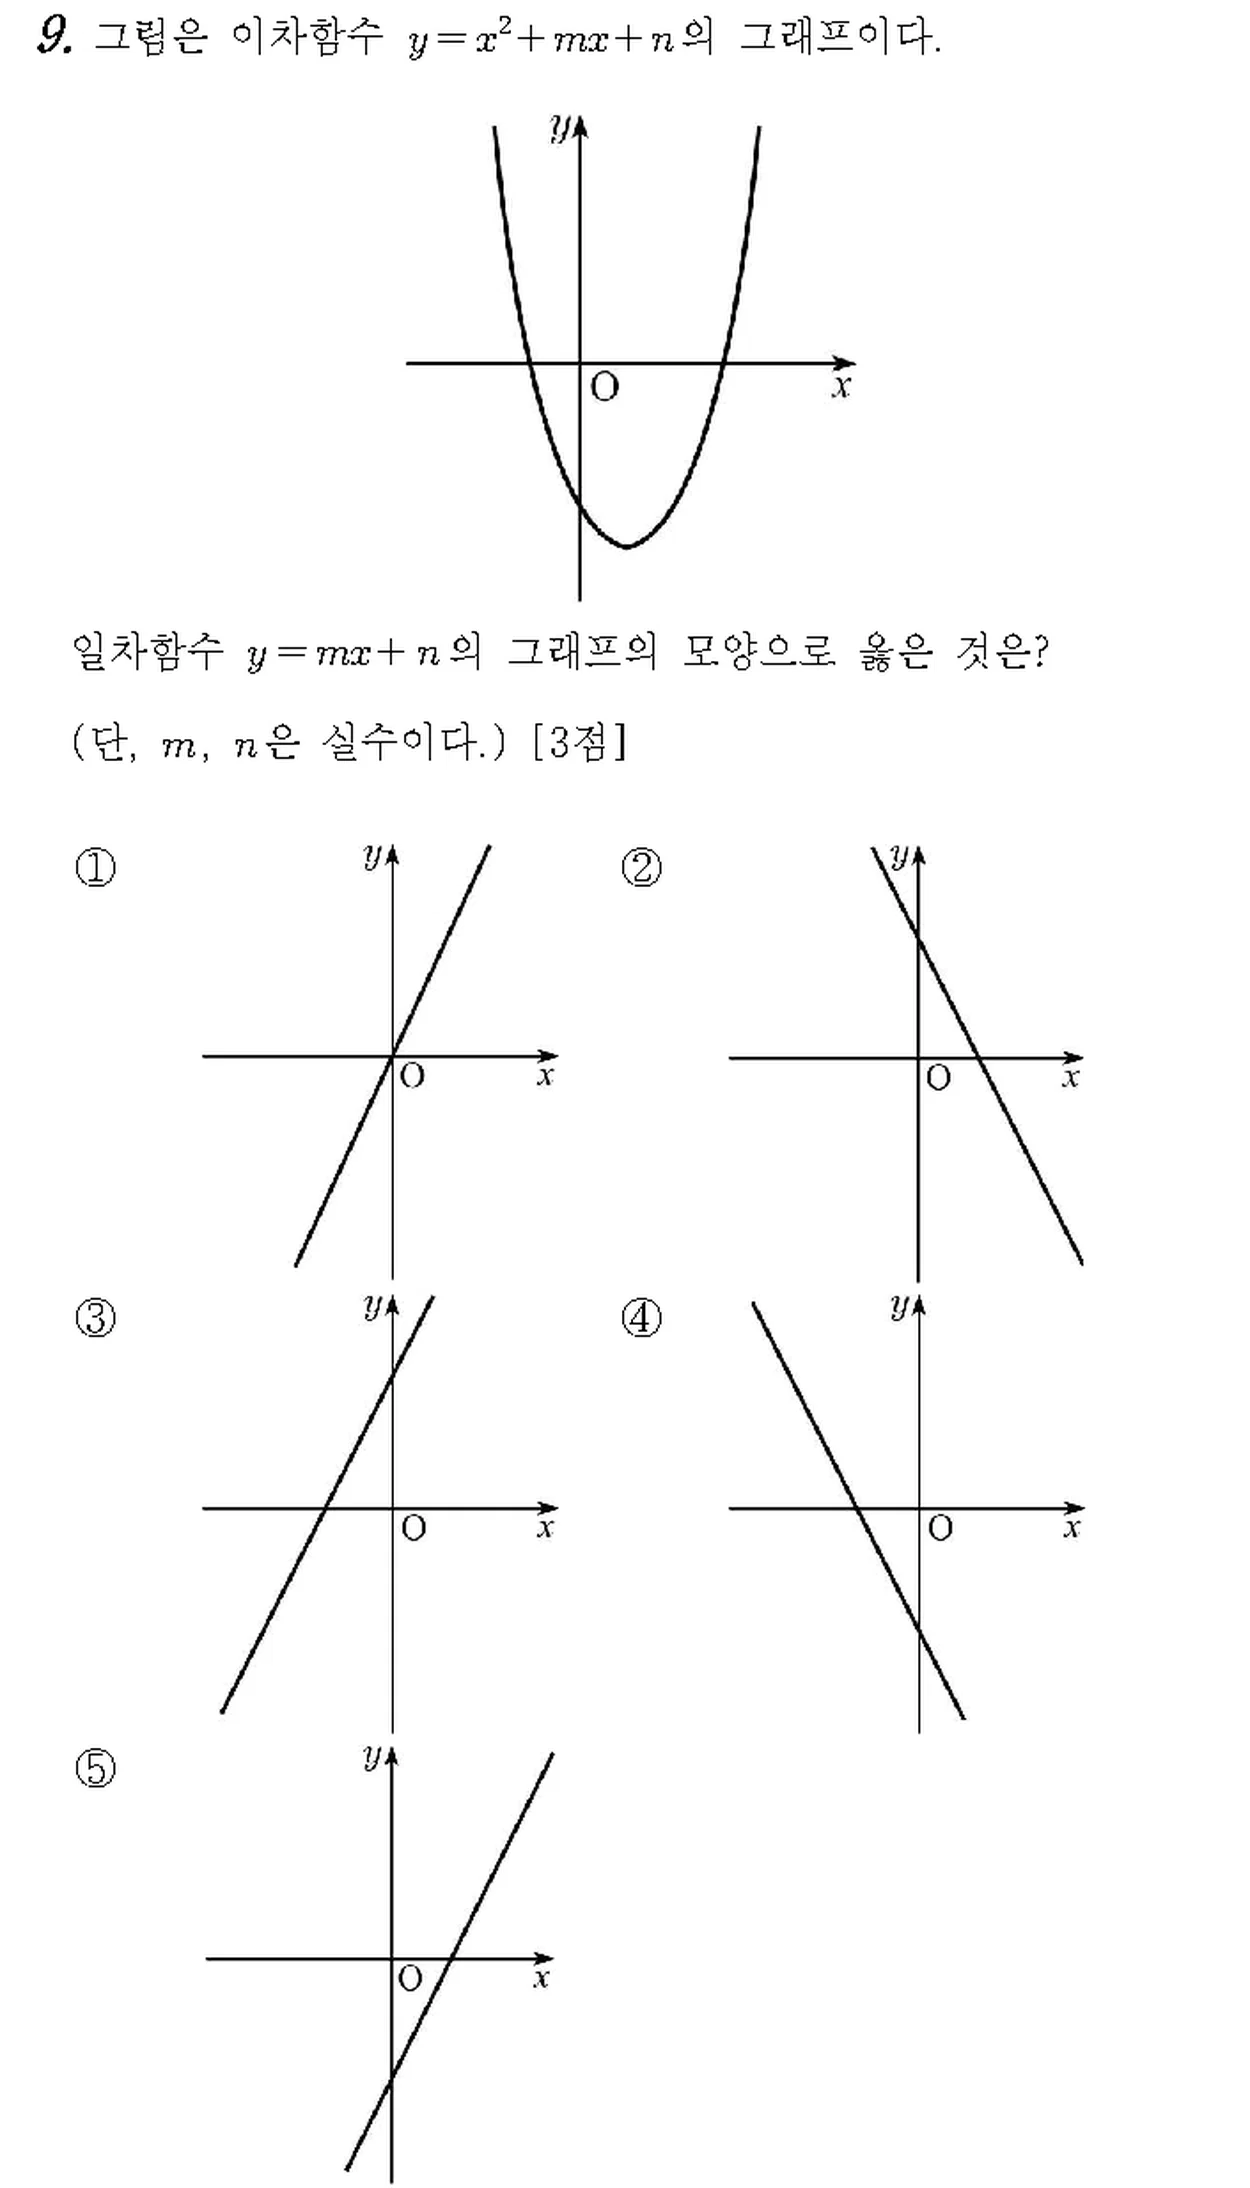 9. 그림은 이차함수 y=x²+mx+n의 그래프이다.
y
O
x
일차함수 y=mx+n의 그래프의 모양으로 옳은 것은?
(단, m, n은 실수이다.) [3점]
① y ② y
O x O x
③ y ④ y
O x O x
⑤ y
O x